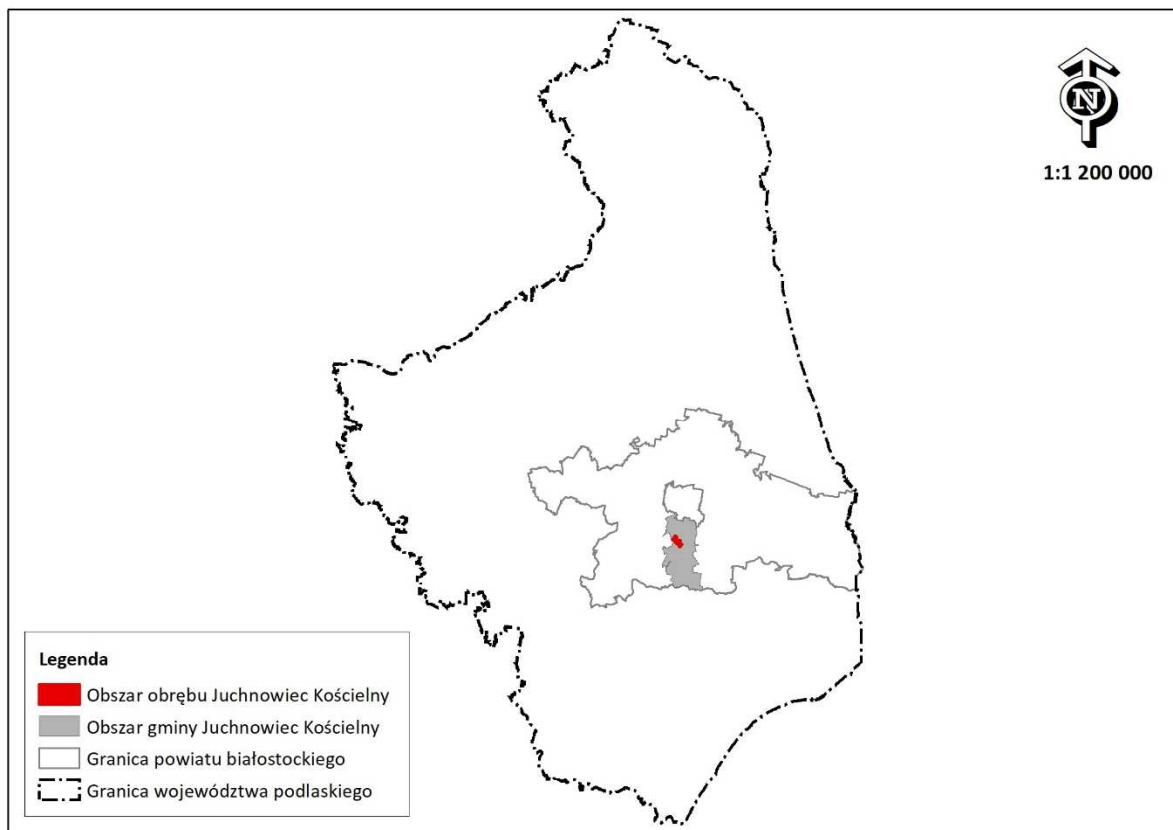 N
1:1 200 000
Legenda
Obszar obrębu Juchnowiec Kościelny
Obszar gminy Juchnowiec Kościelny
Granica powiatu białostockiego
Granica województwa podlaskiego